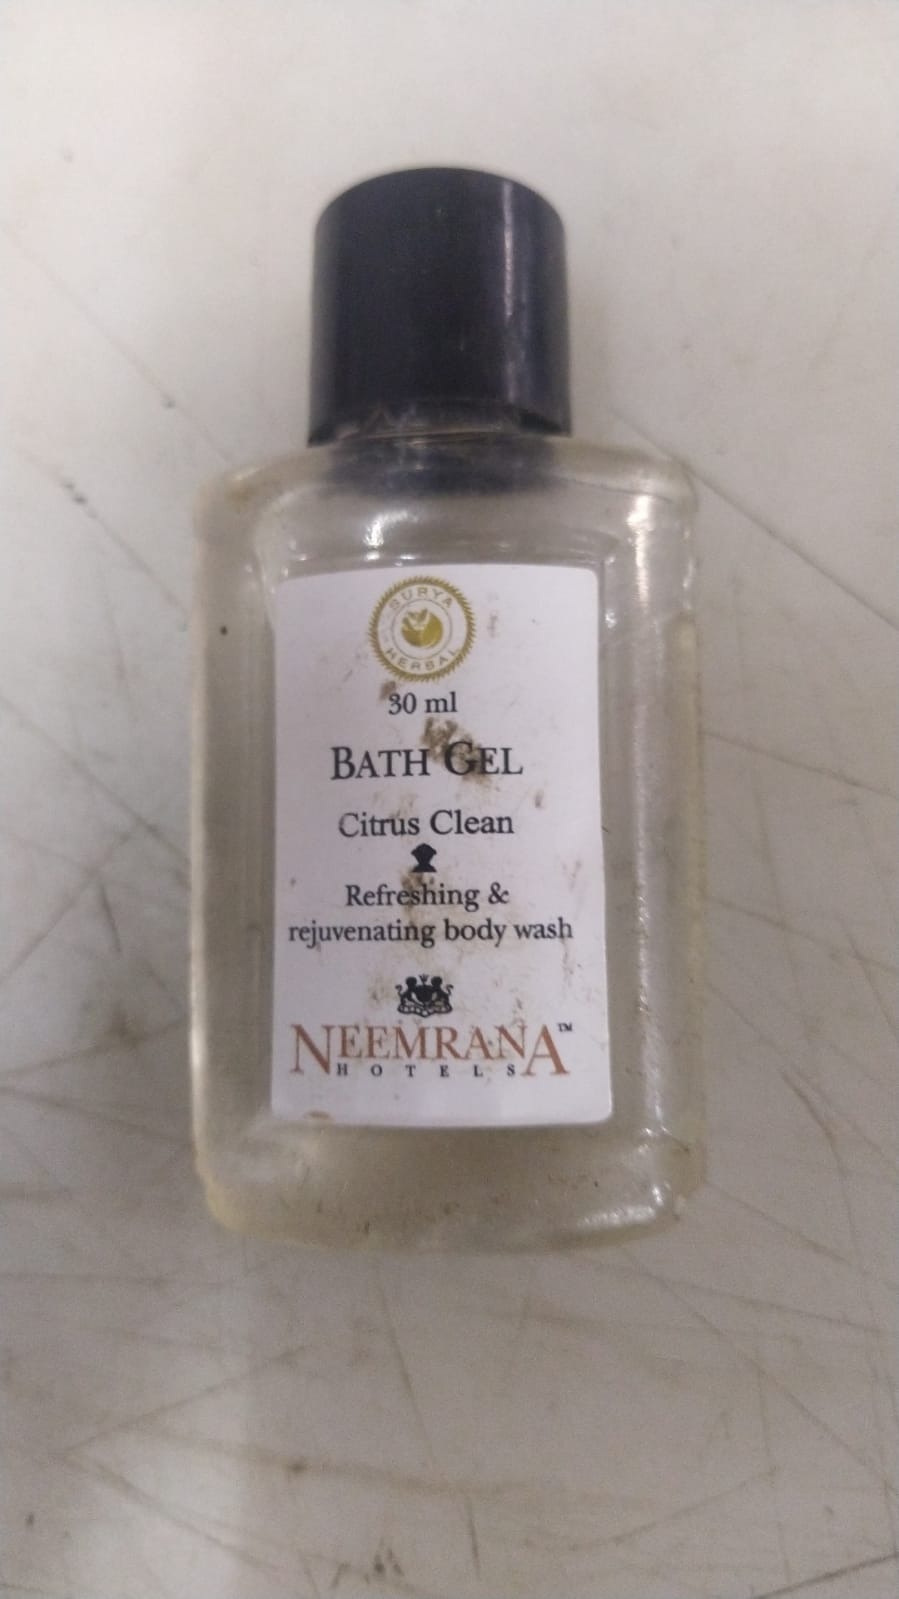 SURYA
HERBAL
30 ml
BATH GEL
Citrus Clean
Refreshing &
rejuvenating body wash
NEEMRANA™
HOTELS